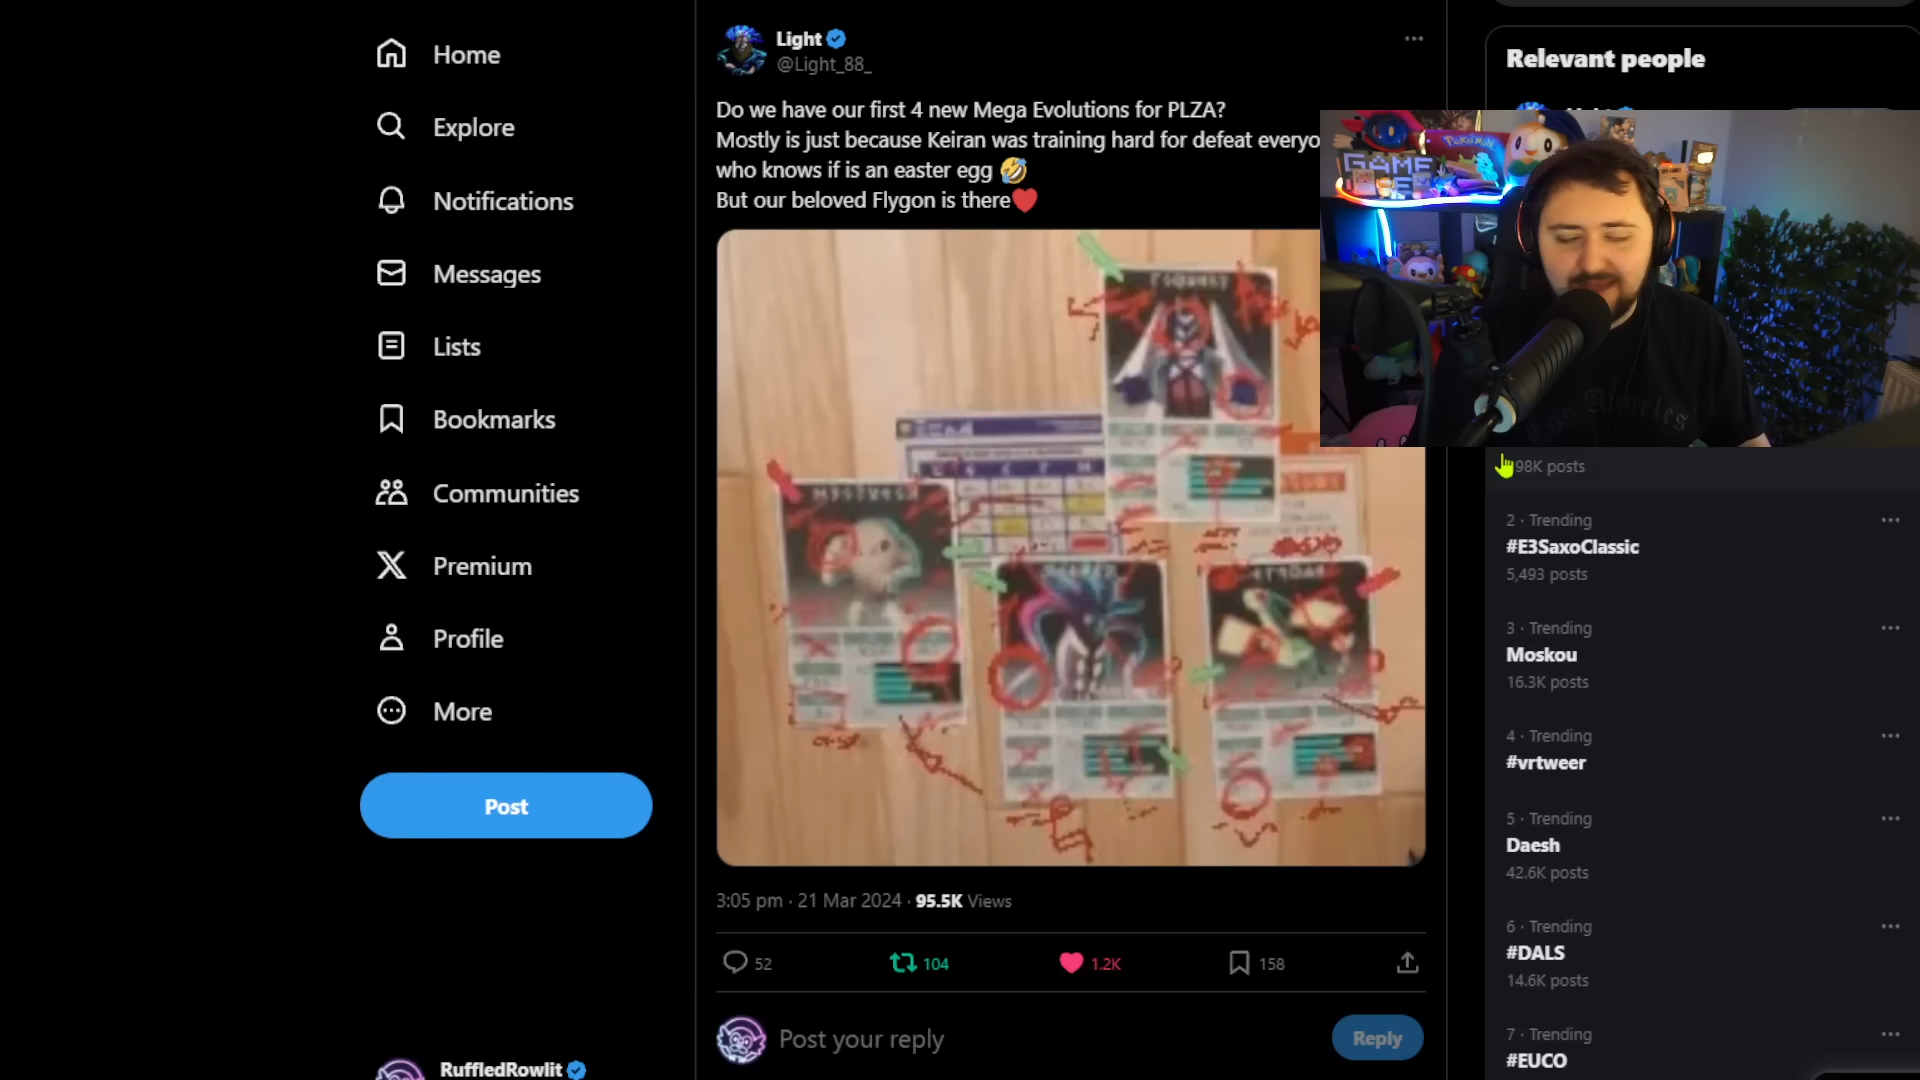 Home
Explore
Notifications
Messages
Lists
Bookmarks
Communities
Premium
Profile
More
Post
RuffledRowlit
Light
@Light_88_
Do we have our first 4 new Mega Evolutions for PLZA?
Mostly is just because Keiran was training hard for defeat everyo
who knows if is an easter egg 🤣
But our beloved Flygon is there❤️
3:05 pm · 21 Mar 2024 · 95.5K Views
52
104
1.2K
158
Post your reply
Reply
Relevant people
GAME
Pokémon
Los Angeles
98K posts
2 · Trending
#E3SaxoClassic
5,493 posts
3 · Trending
Moskou
16.3K posts
4 · Trending
#vrtweer
5 · Trending
Daesh
42.6K posts
6 · Trending
#DALS
14.6K posts
7 · Trending
#EUCO